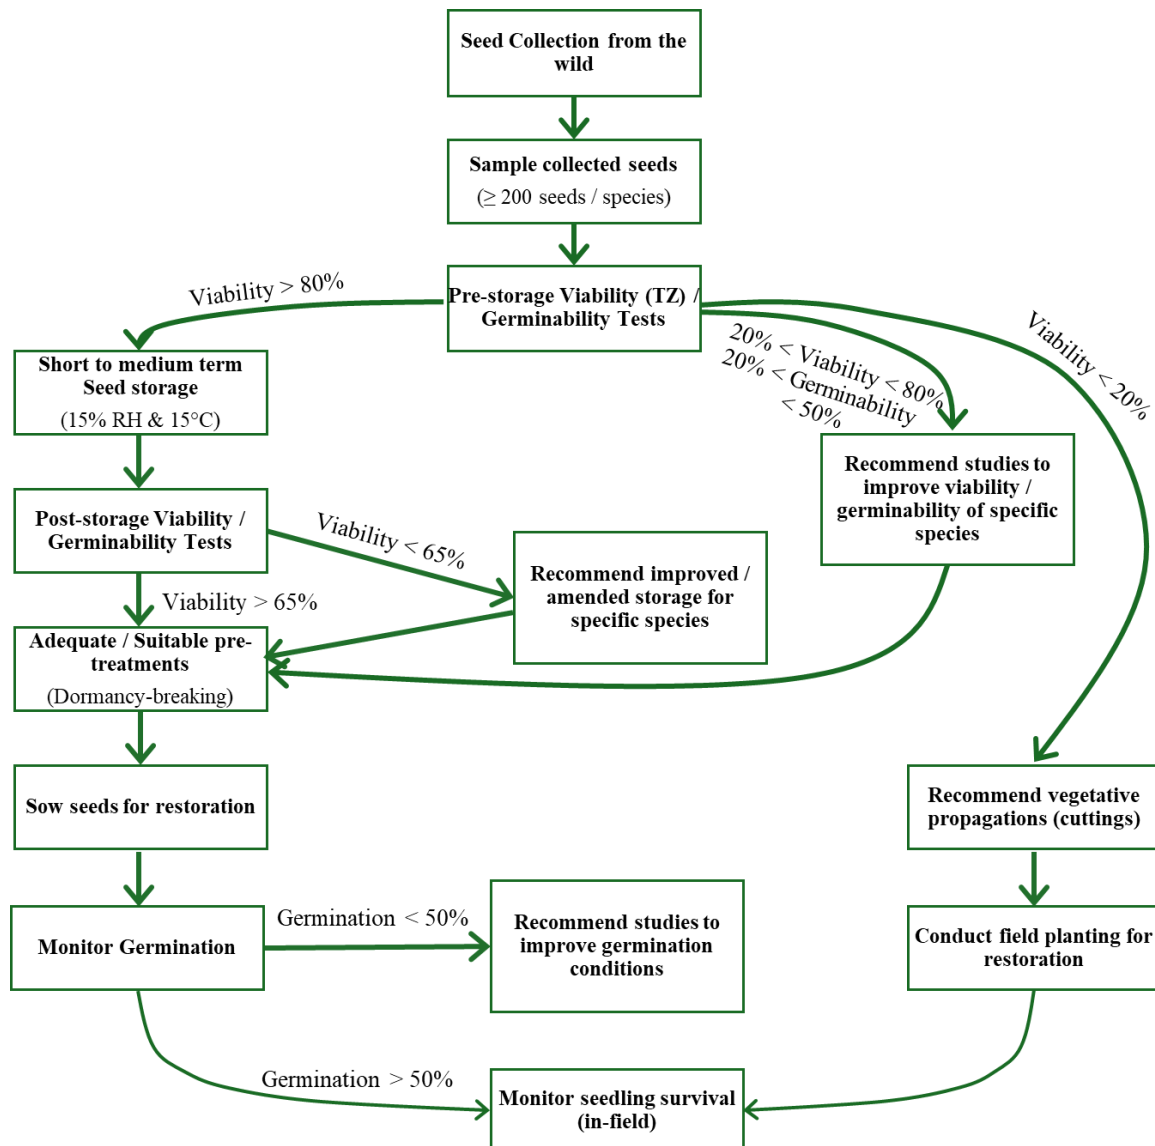 Seed Collection from the
wild
Sample collected seeds
(≥ 200 seeds / species)
Pre-storage Viability (TZ) /
Germinability Tests
Viability > 80%
20% < Viability < 80%
20% < Germinability
< 50%
Viability < 20%
Short to medium term
Seed storage
(15% RH & 15°C)
Recommend studies to
improve viability /
germinability of specific
species
Post-storage Viability /
Germinability Tests
Viability < 65%
Recommend improved /
amended storage for
specific species
Viability > 65%
Adequate / Suitable pre-
treatments
(Dormancy-breaking)
Sow seeds for restoration
Recommend vegetative
propagations (cuttings)
Monitor Germination
Germination < 50%
Recommend studies to
improve germination
conditions
Conduct field planting for
restoration
Germination > 50%
Monitor seedling survival
(in-field)